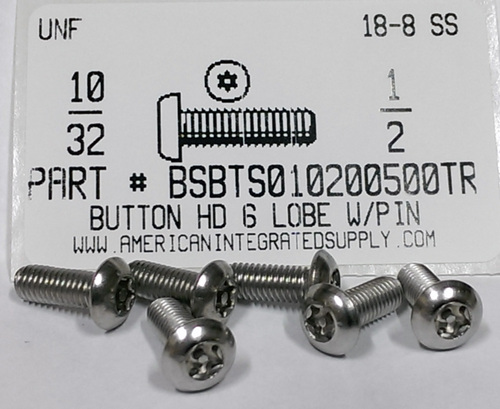 UNF 18-8 SS
10 1
32 2
PART # BSBTS010200500TR
BUTTON HD 6 LOBE W/PIN
WWW.AMERICANINTEGRATEDSUPPLY.COM